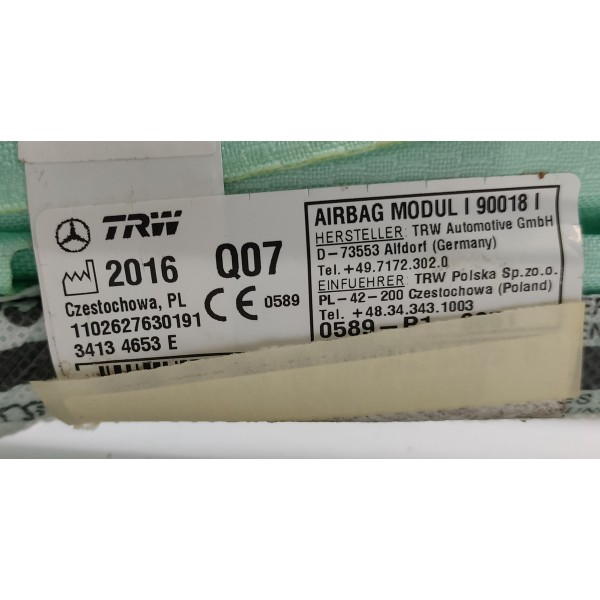 TRW
2016 Q07
Czestochowa, PL
1102627630191
3413 4653 E
0589
AIRBAG MODUL I 90018 I
HERSTELLER: TRW Automotive GmbH
D-73553 Alfdorf (Germany)
Tel. +49.7172.302.0
EINFUEHRER: TRW Polska Sp.zo.o.
PL-42-200 Czestochowa (Poland)
Tel. +48.34.343.1003
0589-